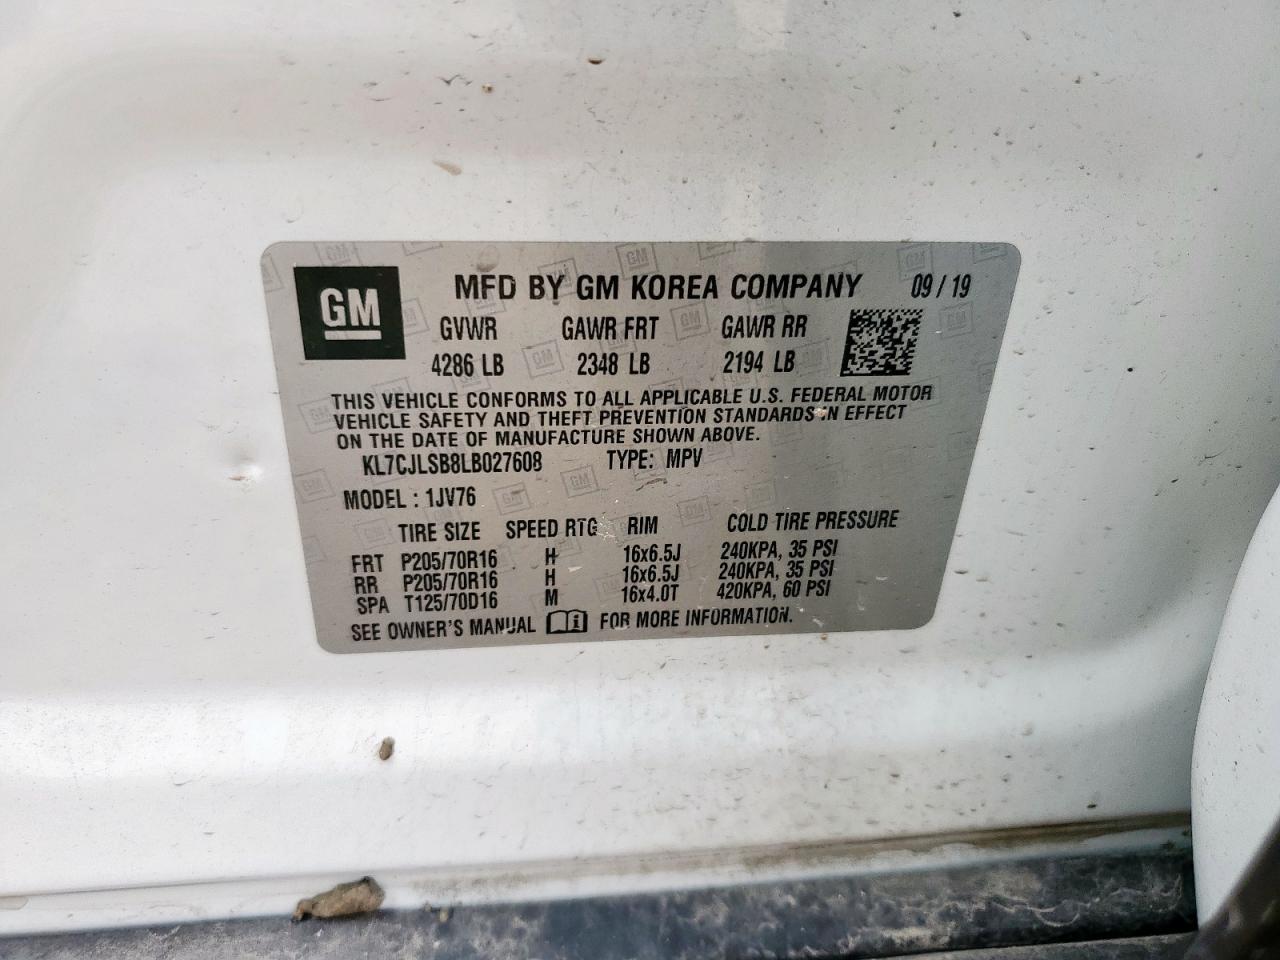 GM
MFD BY GM KOREA COMPANY 09 / 19
GVWR GAWR FRT GAWR RR
4286 LB 2348 LB 2194 LB
THIS VEHICLE CONFORMS TO ALL APPLICABLE U.S. FEDERAL MOTOR
VEHICLE SAFETY AND THEFT PREVENTION STANDARDS IN EFFECT
ON THE DATE OF MANUFACTURE SHOWN ABOVE.
KL7CJLSB8LB027608 TYPE: MPV
MODEL : 1JV76
TIRE SIZE SPEED RTG RIM COLD TIRE PRESSURE
FRT P205/70R16 H 16x6.5J 240KPA, 35 PSI
RR P205/70R16 H 16x6.5J 240KPA, 35 PSI
SPA T125/70D16 M 16x4.0T 420KPA, 60 PSI
SEE OWNER'S MANUAL i FOR MORE INFORMATION.